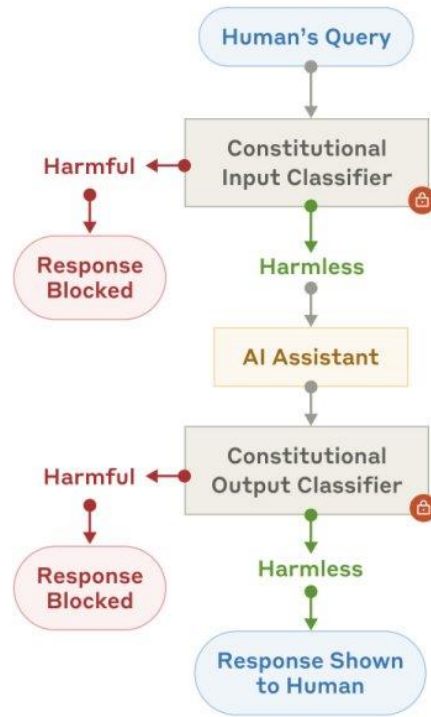 Human's Query
Constitutional
Input Classifier
Harmful
Response
Blocked
Harmless
AI Assistant
Constitutional
Output Classifier
Harmful
Response
Blocked
Harmless
Response Shown
to Human